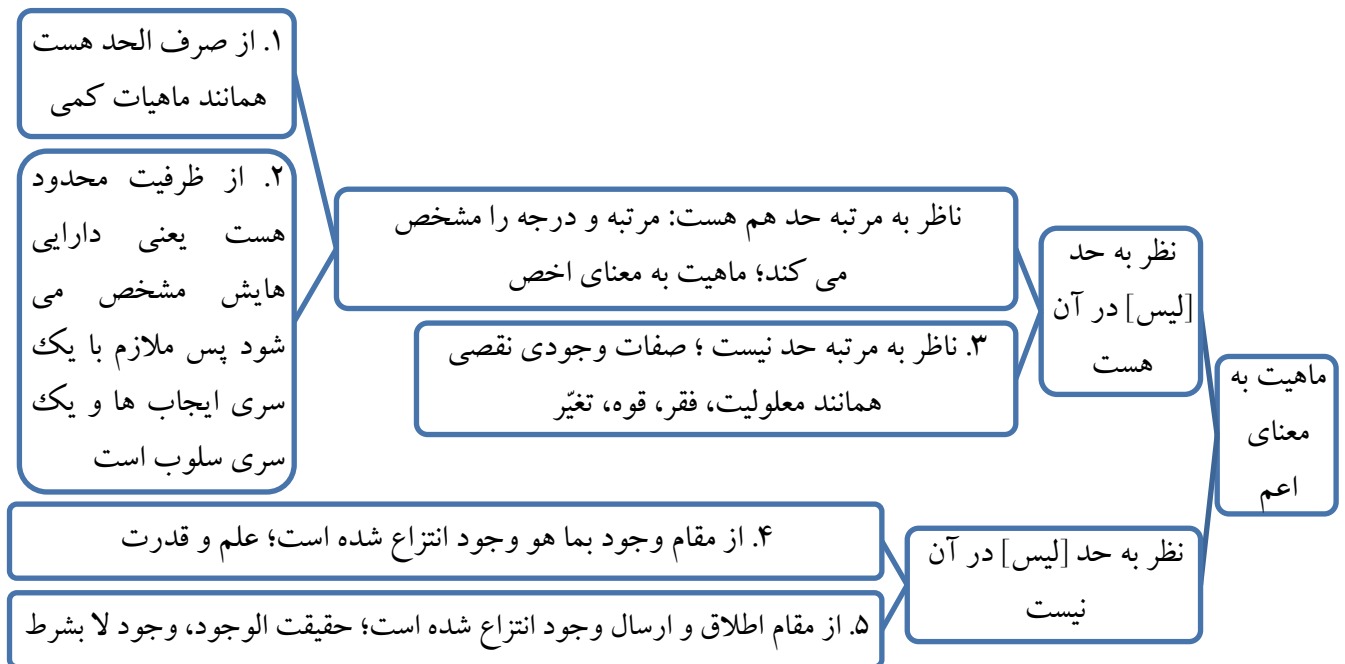 ماهیت به
معنای
اعم
نظر به حد
[لیس] در آن
هست
ناظر به مرتبه حد هم هست: مرتبه و درجه را مشخص
می کند؛ ماهیت به معنای اخص
۱. از صرف الحد هست
همانند ماهیات کمی
۲. از ظرفیت محدود
هست یعنی دارایی
هایش مشخص می
شود پس ملازم با یک
سری ایجاب ها و یک
سری سلوب است
۳. ناظر به مرتبه حد نیست ؛ صفات وجودی نقصی
همانند معلولیت، فقر، قوه، تغیّر
نظر به حد [لیس] در آن
نیست
۴. از مقام وجود بما هو وجود انتزاع شده است؛ علم و قدرت
۵. از مقام اطلاق و ارسال وجود انتزاع شده است؛ حقیقت الوجود، وجود لا بشرط